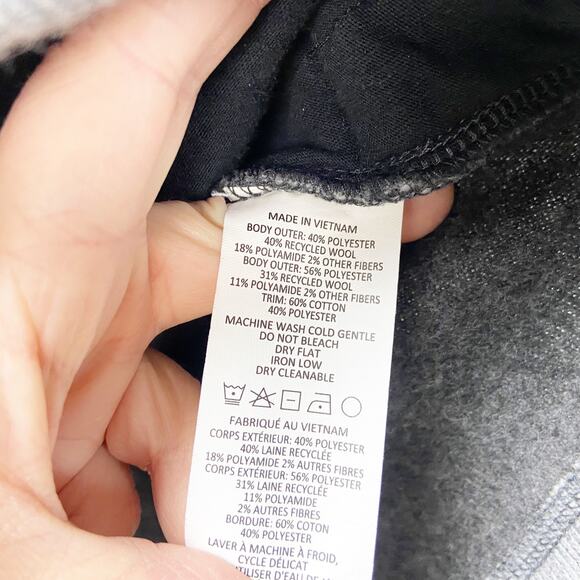 MADE IN VIETNAM
BODY OUTER: 40% POLYESTER
40% RECYCLED WOOL
18% POLYAMIDE 2% OTHER FIBERS
BODY OUTER: 56% POLYESTER
31% RECYCLED WOOL
11% POLYAMIDE 2% OTHER FIBERS
TRIM: 60% COTTON
40% POLYESTER
MACHINE WASH COLD GENTLE
DO NOT BLEACH
DRY FLAT
IRON LOW
DRY CLEANABLE
FABRIQUÉ AU VIETNAM
CORPS EXTÉRIEUR: 40% POLYESTER
40% LAINE RECYCLÉE
18% POLYAMIDE 2% AUTRES FIBRES
CORPS EXTÉRIEUR: 56% POLYESTER
31% LAINE RECYCLÉE
11% POLYAMIDE
2% AUTRES FIBRES
BORDURE: 60% COTON
40% POLYESTER
LAVER À MACHINE À FROID,
CYCLE DÉLICAT